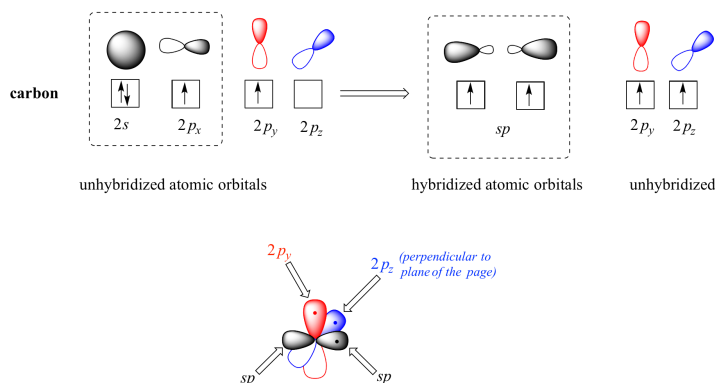 carbon
2s
2px
2py
2pz
sp
2py
2pz
unhybridized atomic orbitals
hybridized atomic orbitals
unhybridized
2py
2pz (perpendicular to
plane of the page)
sp
sp